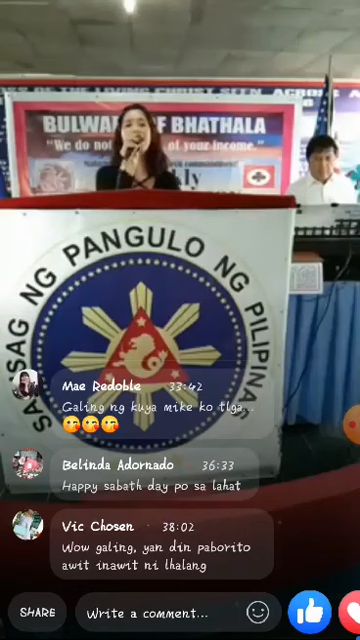 BULWARK OF BHATHALA
"We do not of your income."
SAGISAG NG PANGULO NG PILIPINAS
Mae Redoble 33:42
Galing ng kuya mike ko tlga...
Belinda Adornado · 36:33
Happy sabath day po sa lahat
Vic Chosen · 38:02
Wow galing, yan din paborito
awit inawit ni lhalang
SHARE
Write a comment...